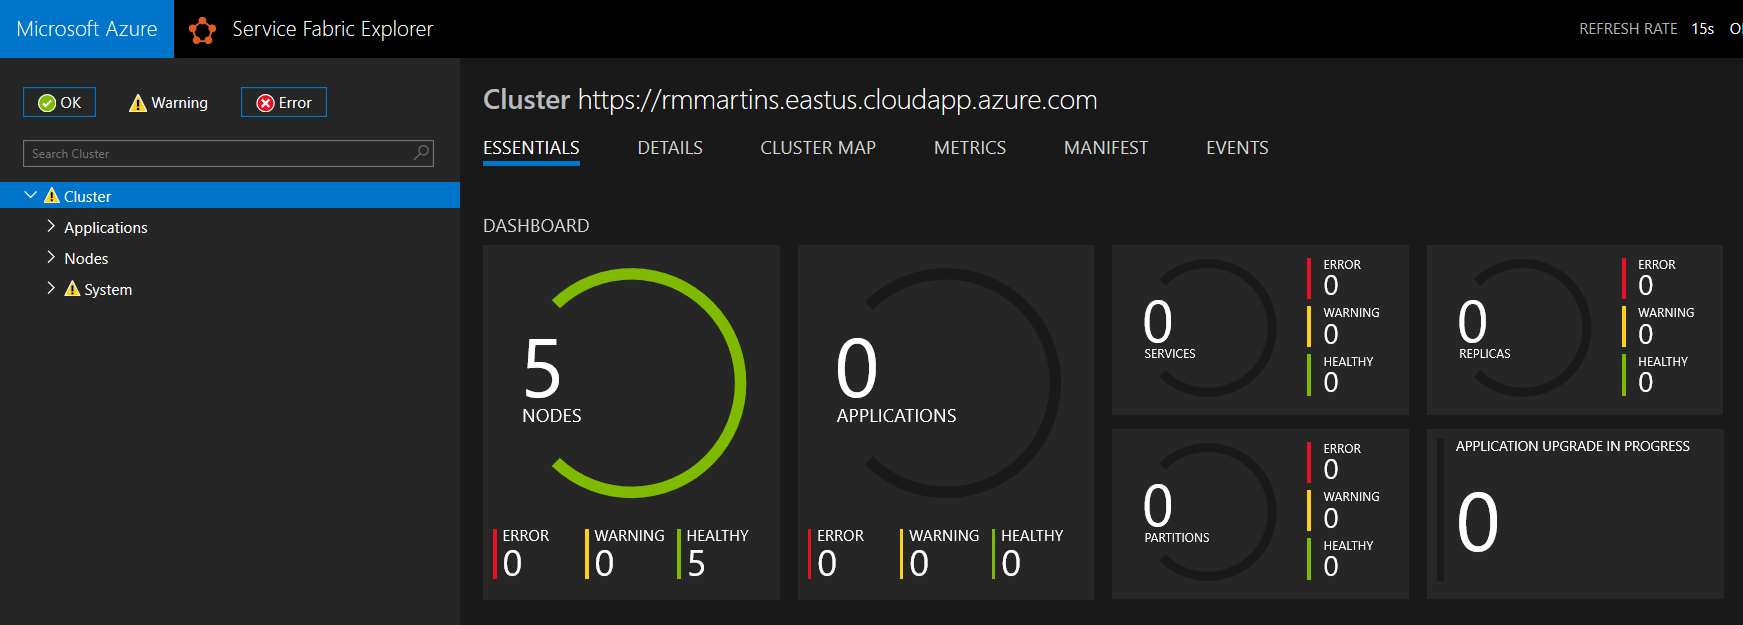 Microsoft Azure
Service Fabric Explorer
REFRESH RATE 15s
OK
Warning
Error
Search Cluster
Cluster
Applications
Nodes
System
Cluster https://rmmartins.eastus.cloudapp.azure.com
ESSENTIALS DETAILS CLUSTER MAP METRICS MANIFEST EVENTS
DASHBOARD
5
NODES
ERROR
0
WARNING
0
HEALTHY
5
0
APPLICATIONS
ERROR
0
WARNING
0
HEALTHY
0
0
SERVICES
ERROR
0
WARNING
0
HEALTHY
0
0
REPLICAS
ERROR
0
WARNING
0
HEALTHY
0
0
PARTITIONS
ERROR
0
WARNING
0
HEALTHY
0
APPLICATION UPGRADE IN PROGRESS
0